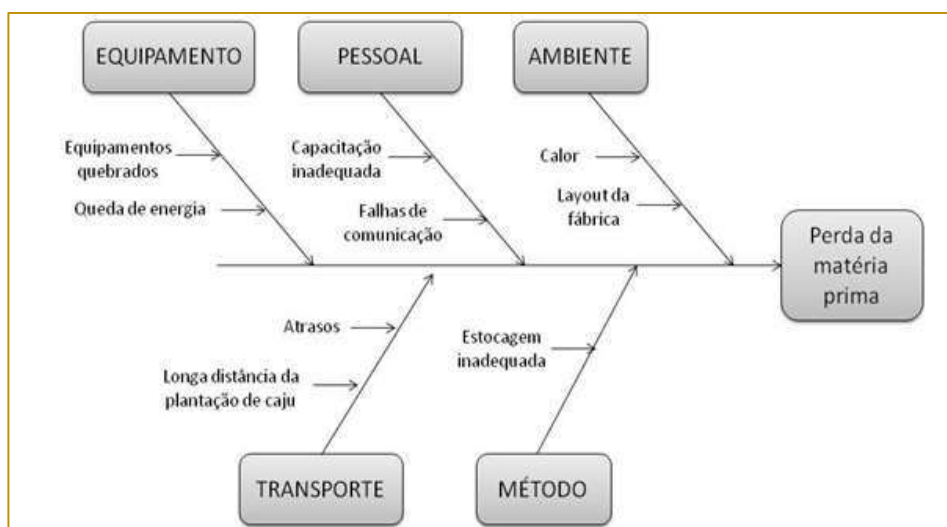 EQUIPAMENTO
PESSOAL
AMBIENTE
Equipamentos
quebrados
Queda de energia
Capacitação
inadequada
Falhas de
comunicação
Calor
Layout da
fábrica
Perda da
matéria
prima
Atrasos
Longa distância da
plantação de caju
Estocagem
inadequada
TRANSPORTE
MÉTODO